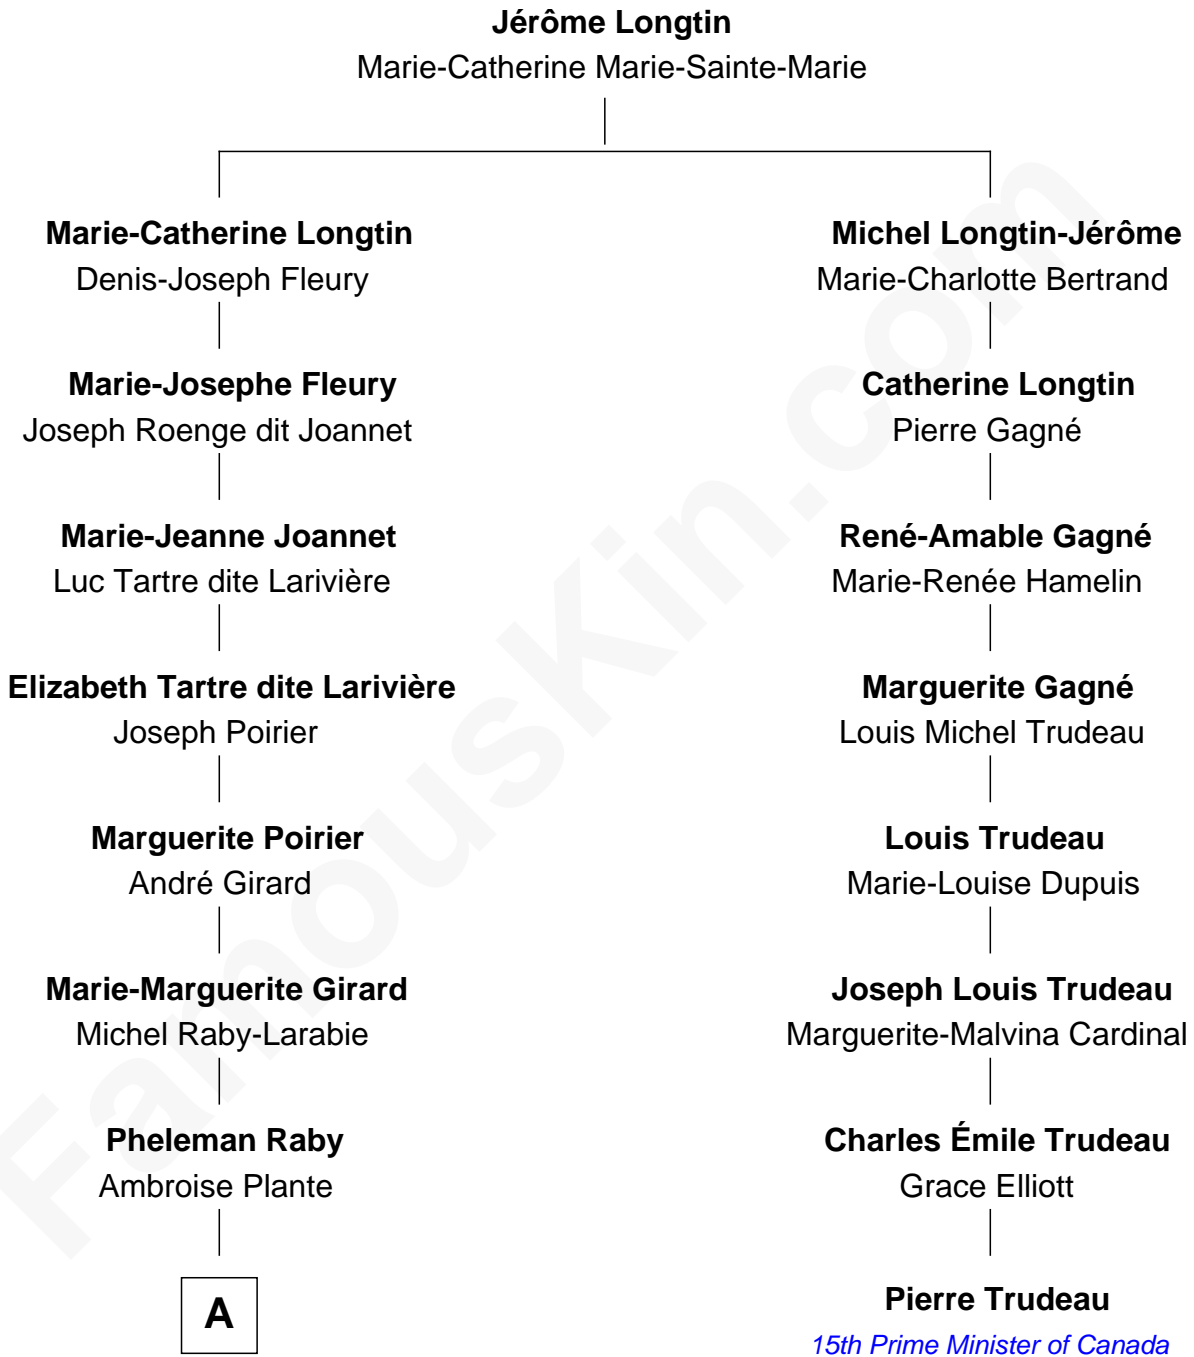 Jérôme Longtin
Marie-Catherine Marie-Sainte-Marie
Marie-Catherine Longtin
Denis-Joseph Fleury
Michel Longtin-Jérôme
Marie-Charlotte Bertrand
Marie-Josephe Fleury
Joseph Roenge dit Joannet
Catherine Longtin
Pierre Gagné
Marie-Jeanne Joannet
Luc Tartre dite Larivière
René-Amable Gagné
Marie-Renée Hamelin
Elizabeth Tartre dite Larivière
Joseph Poirier
Marguerite Gagné
Louis Michel Trudeau
Marguerite Poirier
André Girard
Louis Trudeau
Marie-Louise Dupuis
Marie-Marguerite Girard
Michel Raby-Larabie
Joseph Louis Trudeau
Marguerite-Malvina Cardinal
Pheleman Raby
Ambroise Plante
Charles Émile Trudeau
Grace Elliott
A
Pierre Trudeau
15th Prime Minister of Canada
FamousKin.com